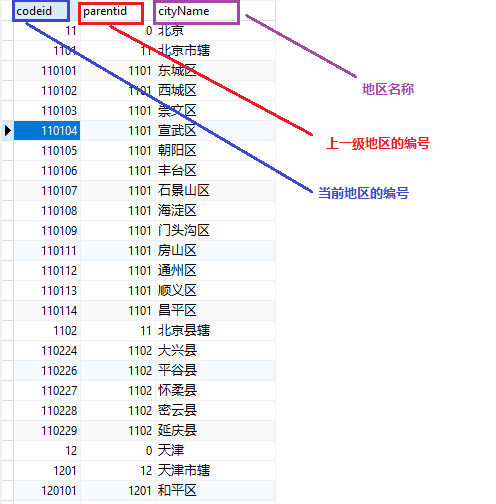 codeid parentid cityName
11 0 北京
1101 11 北京市辖
110101 1101 东城区
110102 1101 西城区
地区名称
110103 1101 崇文区
110104 1101 宣武区
上一级地区的编号
110105 1101 朝阳区
110106 1101 丰台区
110107 1101 石景山区
当前地区的编号
110108 1101 海淀区
110109 1101 门头沟区
110111 1101 房山区
110112 1101 通州区
110113 1101 顺义区
110114 1101 昌平区
1102 11 北京县辖
110224 1102 大兴县
110226 1102 平谷县
110227 1102 怀柔县
110228 1102 密云县
110229 1102 延庆县
12 0 天津
1201 12 天津市辖
120101 1201 和平区